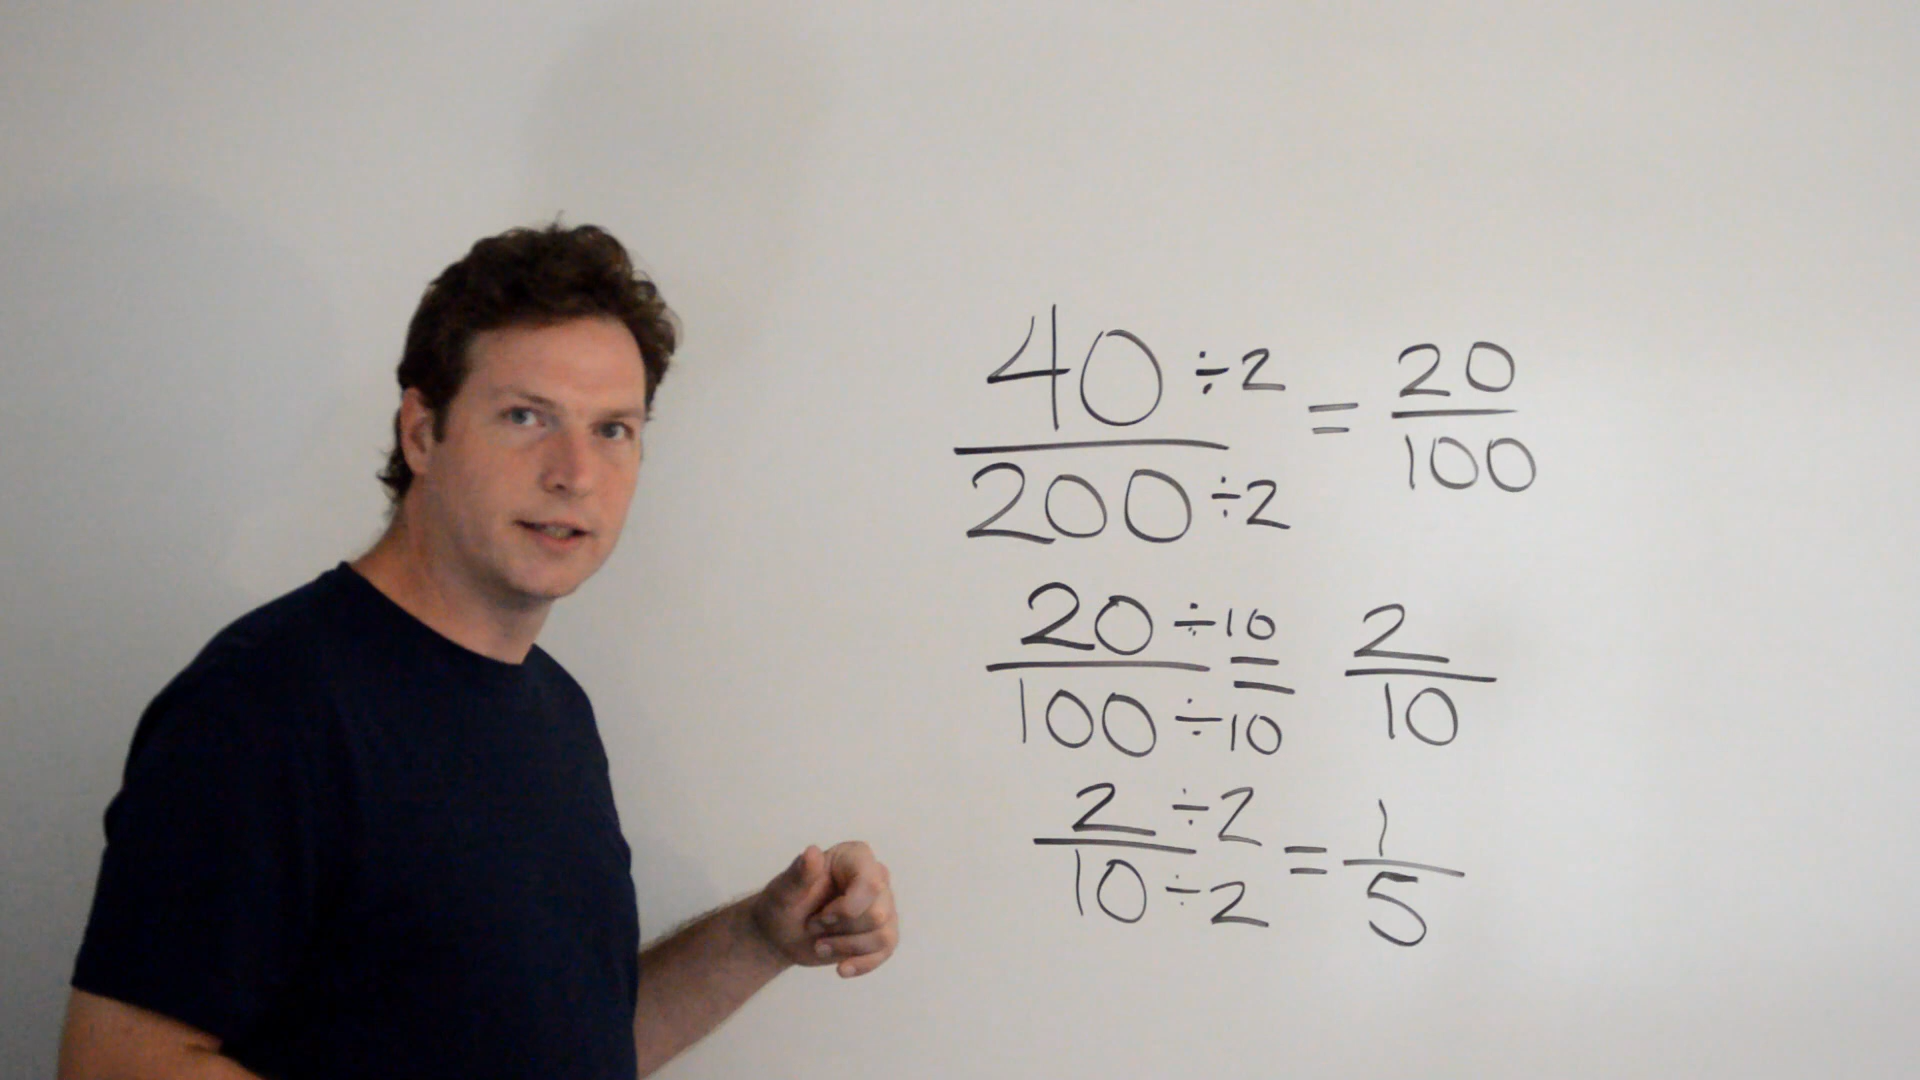 40 ÷2 = 20
200 ÷2 100
20 ÷10 = 2
100 ÷10 10
2 ÷2 = 1
10 ÷2 5